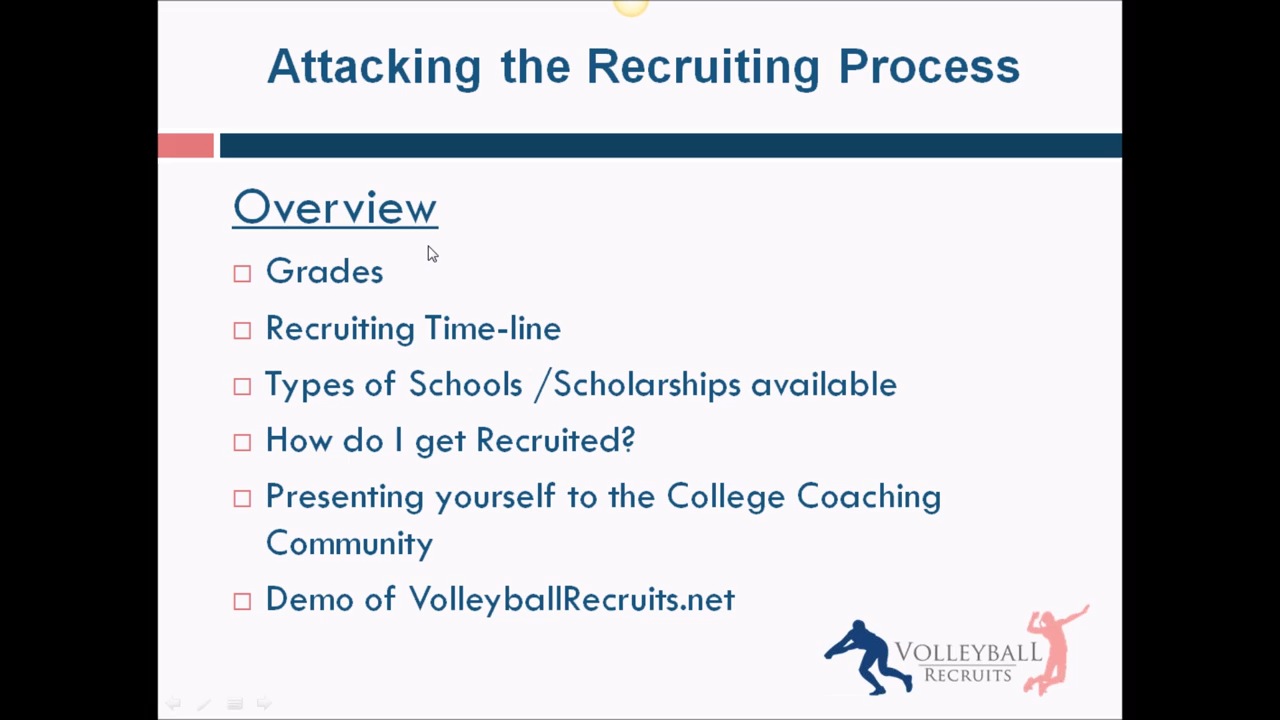 Attacking the Recruiting Process
Overview
Grades
Recruiting Time-line
Types of Schools /Scholarships available
How do I get Recruited?
Presenting yourself to the College Coaching
Community
Demo of VolleyballRecruits.net
VOLLEYBALL
RECRUITS